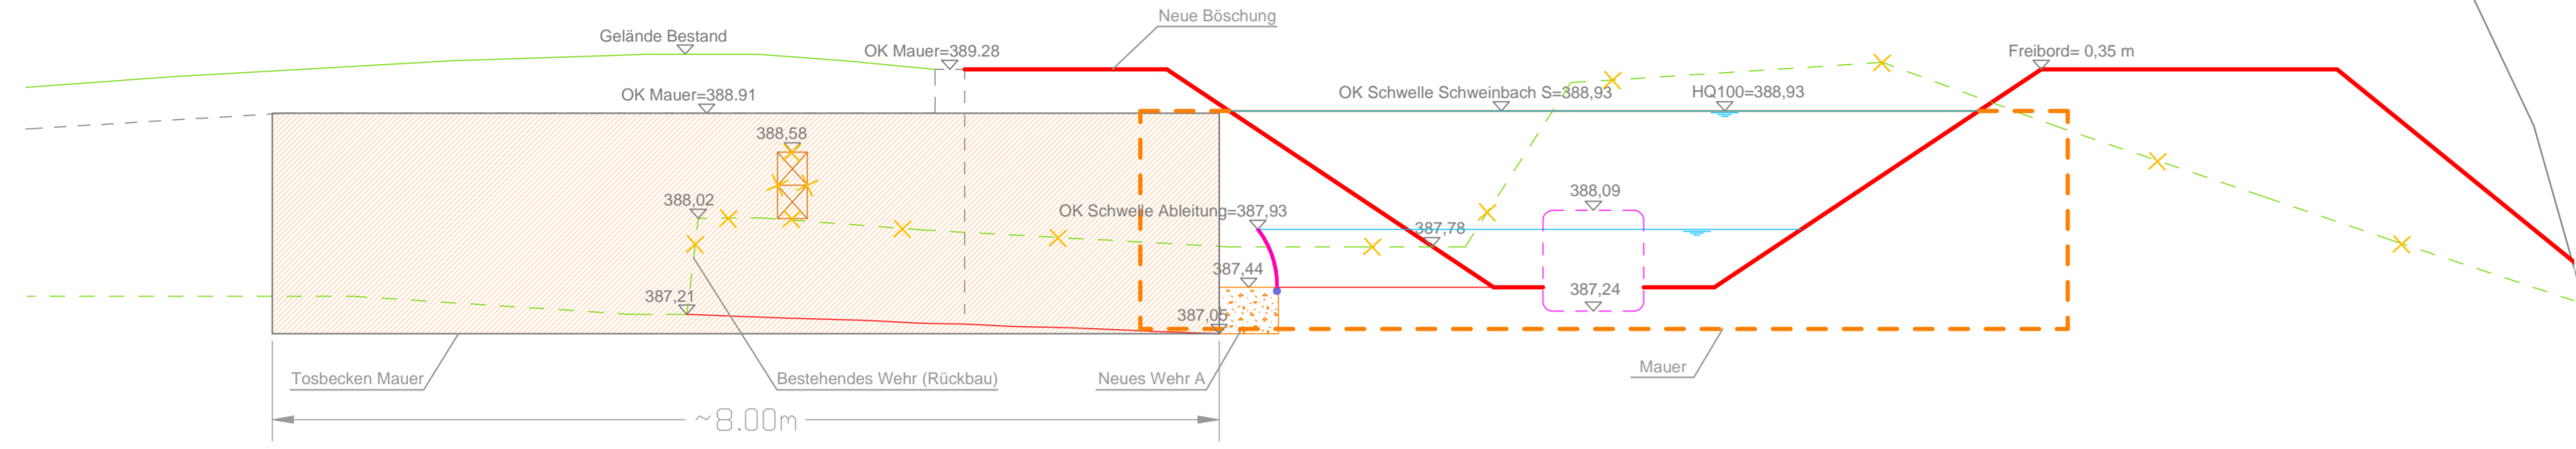 Neue Böschung
Gelände Bestand
OK Mauer=389.28
Freibord= 0,35 m
OK Mauer=388.91
OK Schwelle Schweinbach S=388,93
HQ100=388,93
388,58
388,02
388,09
OK Schwelle Ableitung=387,93
387,78
387,44
387,24
387,21
387,05
Tosbecken Mauer
Bestehendes Wehr (Rückbau)
Neues Wehr A
Mauer
~8.00m